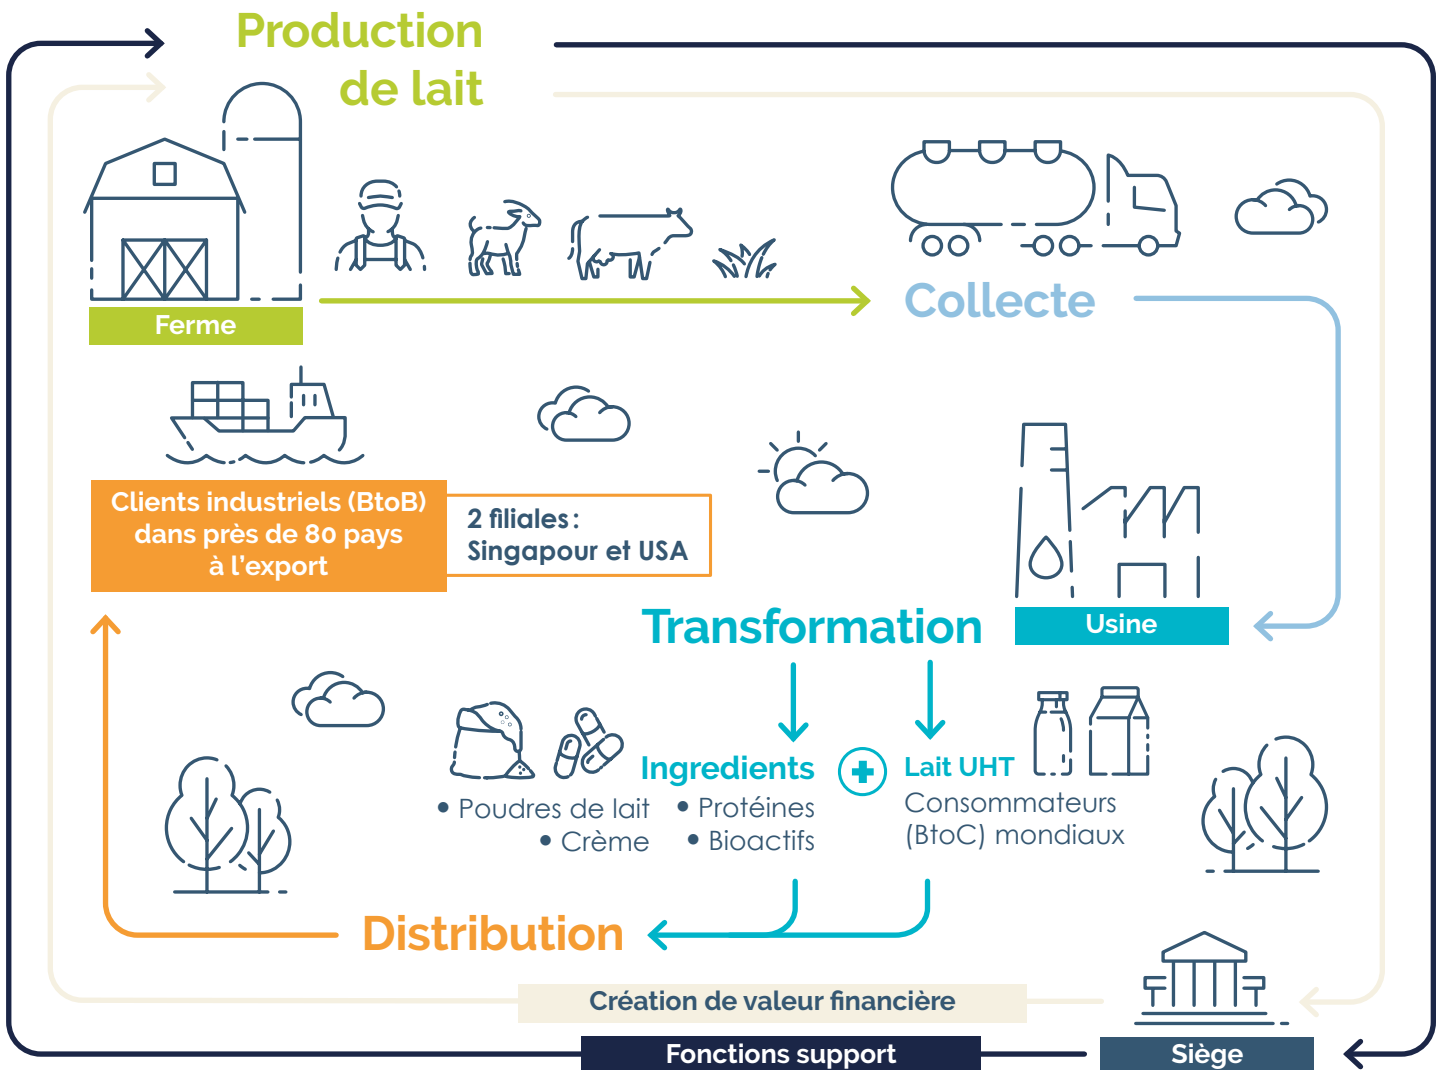 Production
de lait
Ferme
Collecte
Clients industriels (BtoB)
dans près de 80 pays
à l’export
2 filiales :
Singapour et USA
Transformation
Usine
Ingredients
• Poudres de lait
• Crème
• Protéines
• Bioactifs
Lait UHT
Consommateurs
(BtoC) mondiaux
Distribution
Création de valeur financière
Fonctions support
Siège